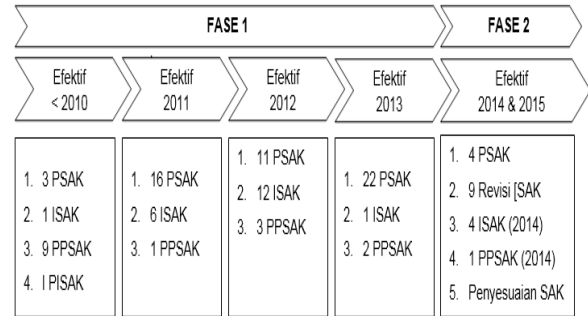 FASE 1
FASE 2
Efektif
< 2010
Efektif
2011
Efektif
2012
Efektif
2013
Efektif
2014 & 2015
1. 3 PSAK
2. 1 ISAK
3. 9 PPSAK
4. I PISAK
1. 16 PSAK
2. 6 ISAK
3. 1 PPSAK
1. 11 PSAK
2. 12 ISAK
3. 3 PPSAK
1. 22 PSAK
2. 1 ISAK
3. 2 PPSAK
1. 4 PSAK
2. 9 Revisi [SAK
3. 4 ISAK (2014)
4. 1 PPSAK (2014)
5. Penyesuaian SAK